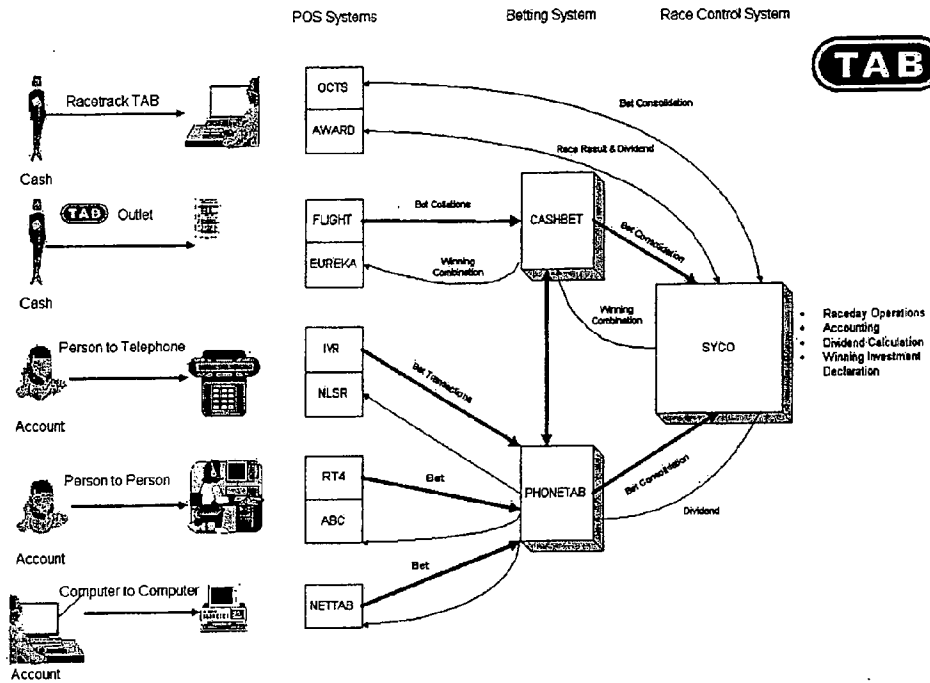 POS Systems
Betting System
Race Control System
TAB
Racetrack TAB
Cash
OCTS
AWARD
Bet Consolidation
Race Result & Dividend
TAB Outlet
Cash
FLIGHT
EUREKA
Bet Collations
Winning
Combination
CASHBET
Bet Consolidation
Winning
Combination
SYCO
• Raceday Operations
• Accounting
• Dividend Calculation
• Winning Investment
Declaration
Person to Telephone
Account
IVR
NLSR
Bet Transactions
Person to Person
Account
RT4
ABC
Bet
PHONETAB
Bet Consolidation
Dividend
Computer to Computer
Account
NETTAB
Bet